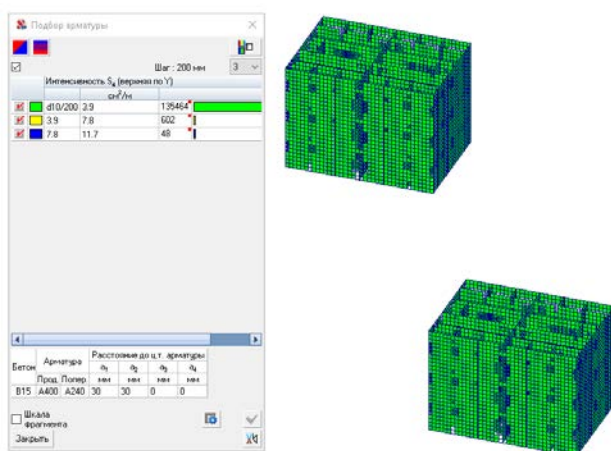 Подбор арматуры
Шаг : 200 мм 3
Интенсивность S4 (верхняя по Y)
см²/м
d10/200 3.9 135464
3.9 7.8 602
7.8 11.7 48
Бетон Арматура Расстояние до ц.т. арматуры
a1 a2 a3 a4
Прод. Попер. мм мм мм мм
B15 A400 A240 30 30 0 0
Шкала
фрагмента
Закрыть